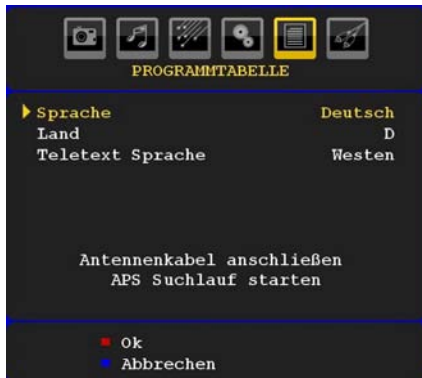 PROGRAMMTABELLE
Sprache Deutsch
Land D
Teletext Sprache Westen
Antennenkabel anschließen
APS Suchlauf starten
Ok
Abbrechen